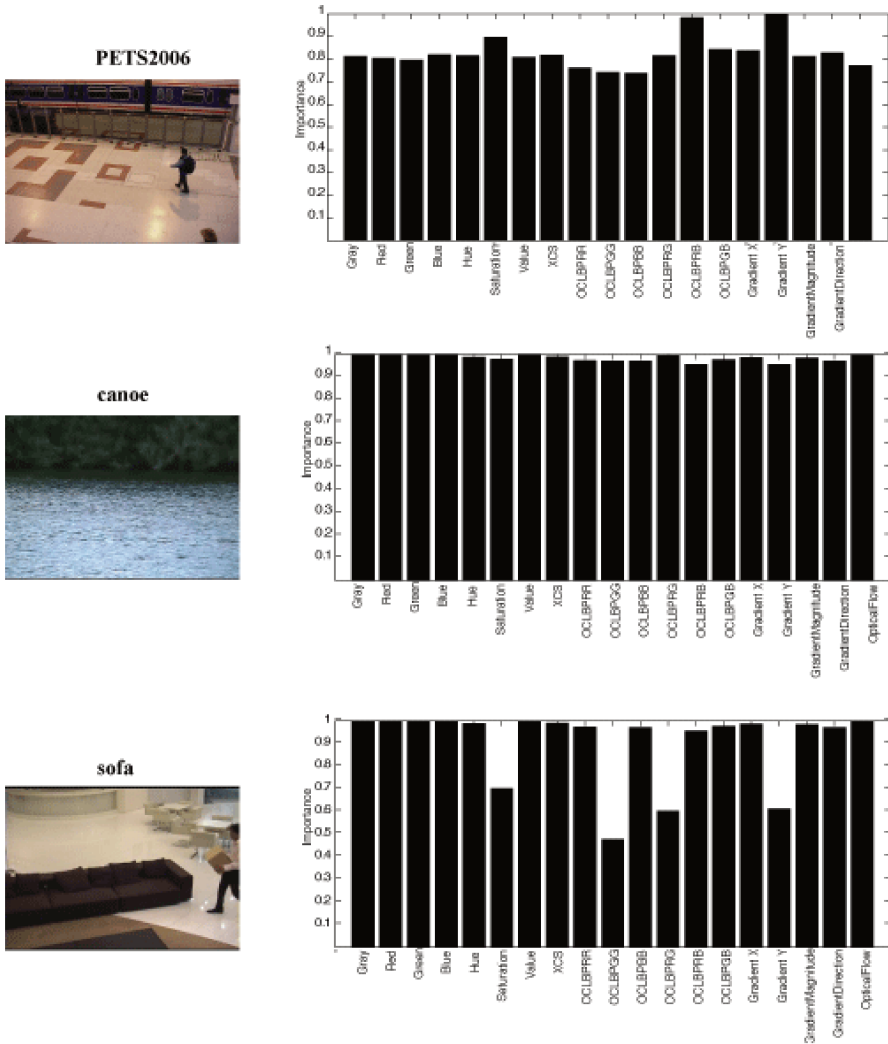 PETS2006
Importance
1
0.9
0.8
0.7
0.6
0.5
0.4
0.3
0.2
0.1
Gray
Red
Green
Blue
Hue
Saturation
Value
XCS
OCLBPRR
OCLBPGG
OCLBPBB
OCLBPRG
OCLBPRB
OCLBPGB
Gradient X
Gradient Y
GradientMagnitude
GradientDirection
canoe
Importance
1
0.9
0.8
0.7
0.6
0.5
0.4
0.3
0.2
0.1
Gray
Red
Green
Blue
Hue
Saturation
Value
XCS
OCLBPRR
OCLBPGG
OCLBPBB
OCLBPRG
OCLBPRB
OCLBPGB
Gradient X
Gradient Y
GradientMagnitude
GradientDirection
OpticalFlow
sofa
Importance
1
0.9
0.8
0.7
0.6
0.5
0.4
0.3
0.2
0.1
Gray
Red
Green
Blue
Hue
Saturation
Value
XCS
OCLBPRR
OCLBPGG
OCLBPBB
OCLBPRG
OCLBPRB
OCLBPGB
Gradient X
Gradient Y
GradientMagnitude
GradientDirection
OpticalFlow